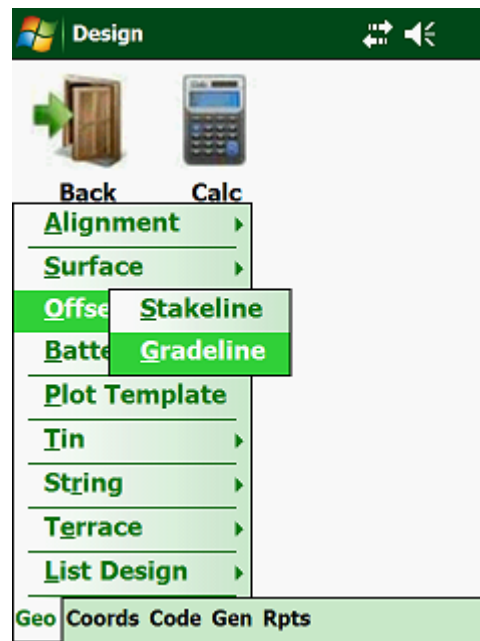 Design
Back Calc
Alignment
Surface
Offse Stakeline
Batte Gradeline
Plot Template
Tin
String
Terrace
List Design
Geo Coords Code Gen Rpts